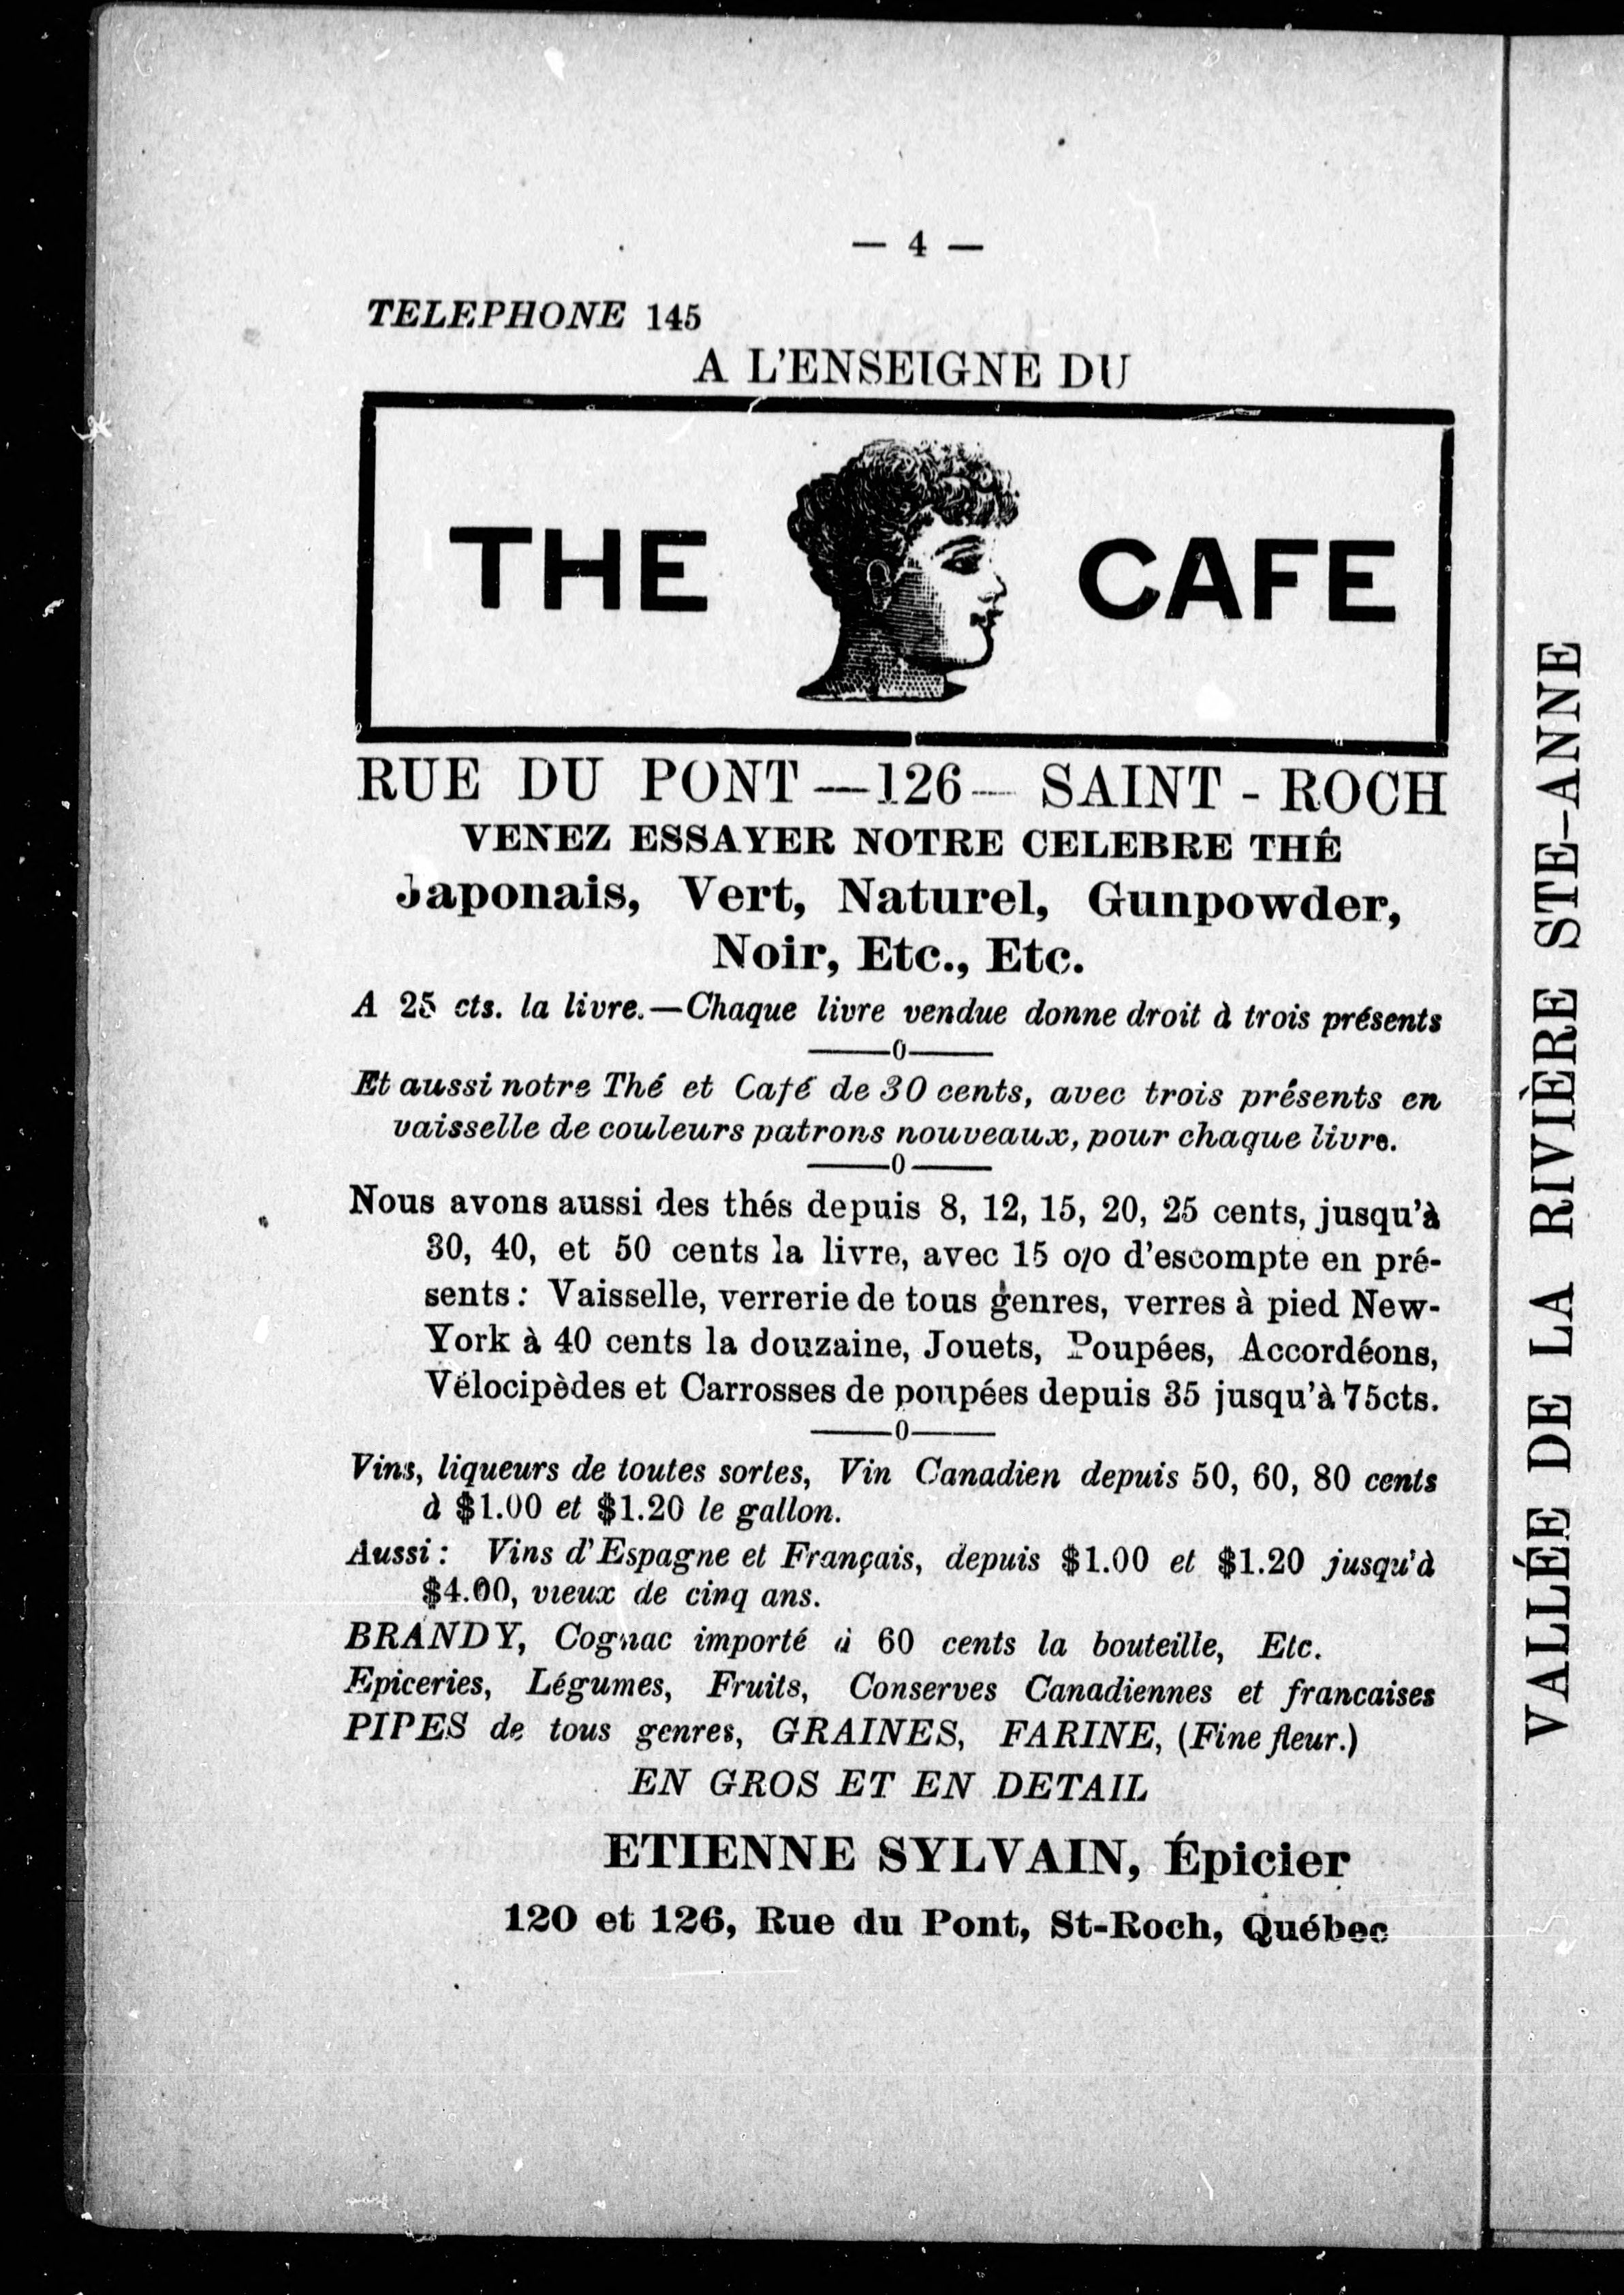 — 4 —
TELEPHONE 145
A L'ENSEIGNE DU
THE CAFE
RUE DU PONT —126— SAINT - ROCH
VENEZ ESSAYER NOTRE CELEBRE THÉ
Japonais, Vert, Naturel, Gunpowder,
Noir, Etc., Etc.
A 25 cts. la livre.—Chaque livre vendue donne droit à trois présents
——0——
Et aussi notre Thé et Café de 30 cents, avec trois présents en
vaisselle de couleurs patrons nouveaux, pour chaque livre.
——0——
Nous avons aussi des thés depuis 8, 12, 15, 20, 25 cents, jusqu'à
30, 40, et 50 cents la livre, avec 15 o/o d'escompte en pré-
sents : Vaisselle, verrerie de tous genres, verres à pied New-
York à 40 cents la douzaine, Jouets, Poupées, Accordéons,
Vélocipèdes et Carrosses de poupées depuis 35 jusqu'à 75cts.
——0——
Vins, liqueurs de toutes sortes, Vin Canadien depuis 50, 60, 80 cents
à $1.00 et $1.20 le gallon.
Aussi : Vins d'Espagne et Français, depuis $1.00 et $1.20 jusqu'à
$4.00, vieux de cinq ans.
BRANDY, Cognac importé à 60 cents la bouteille, Etc.
Epiceries, Légumes, Fruits, Conserves Canadiennes et francaises
PIPES de tous genres, GRAINES, FARINE, (Fine fleur.)
EN GROS ET EN DETAIL
ETIENNE SYLVAIN, Épicier
120 et 126, Rue du Pont, St-Roch, Québec
VALLÉE DE LA RIVIÈRE STE-ANNE